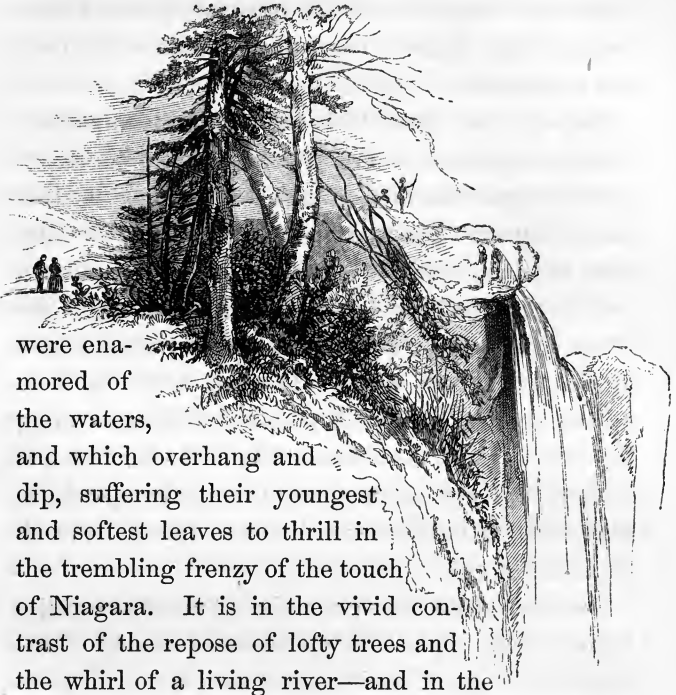 were ena-
mored of
the waters,
and which overhang and
dip, suffering their youngest
and softest leaves to thrill in
the trembling frenzy of the touch
of Niagara. It is in the vivid con-
trast of the repose of lofty trees and
the whirl of a living river—and in the